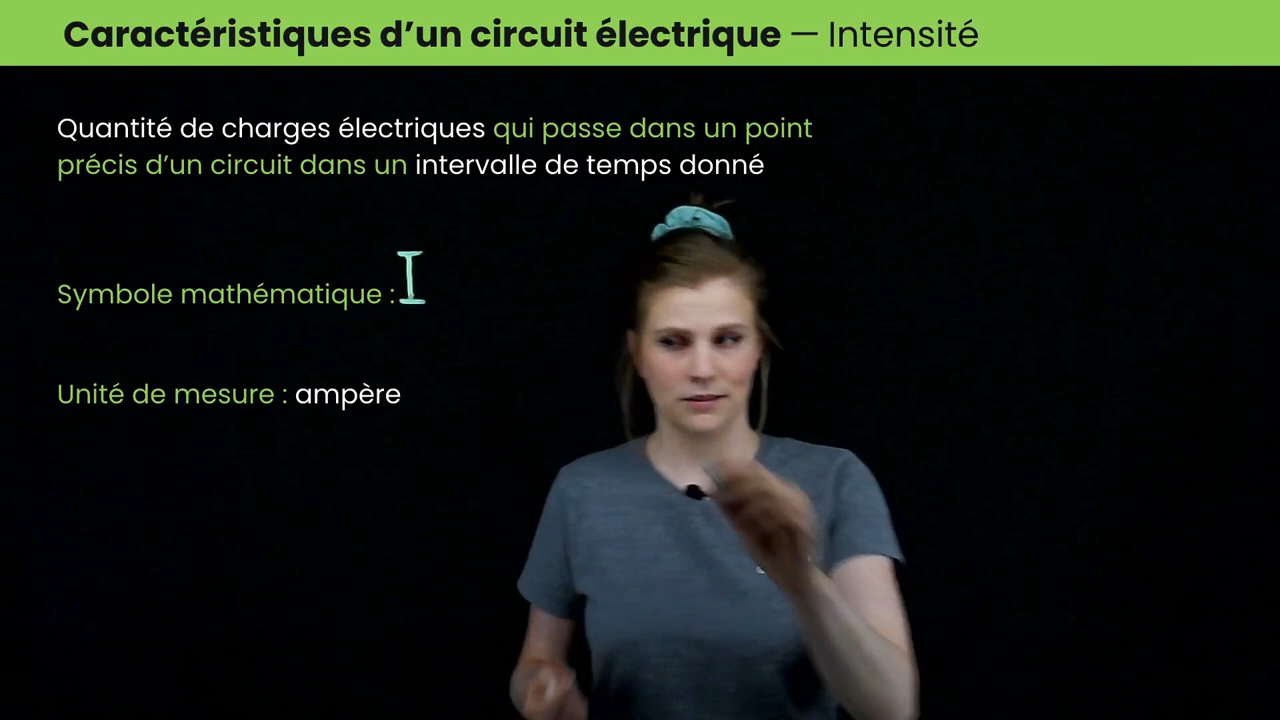 Caractéristiques d’un circuit électrique — Intensité
Quantité de charges électriques qui passe dans un point
précis d’un circuit dans un intervalle de temps donné
Symbole mathématique : I
Unité de mesure : ampère